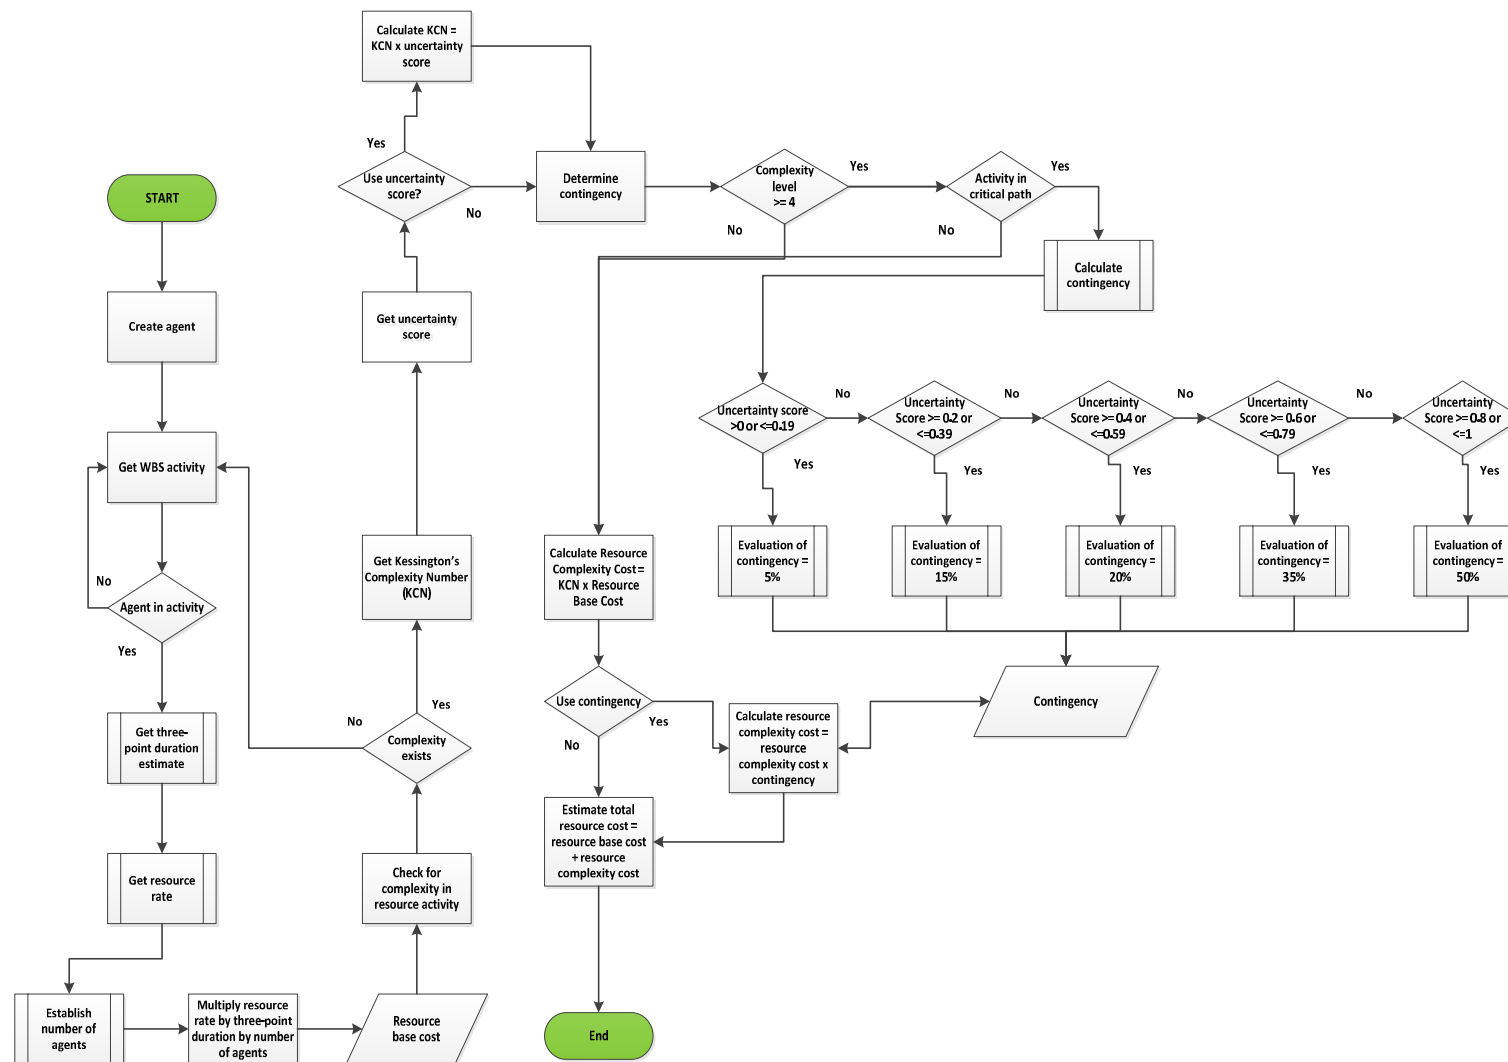 START
Create agent
Get WBS activity
No
Agent in activity
Yes
Get three-
point duration
estimate
Get resource
rate
Establish
number of
agents
Multiply resource
rate by three-point
duration by number
of agents
Resource
base cost
Check for
complexity in
resource activity
Complexity
exists
No
Yes
Get Kessington's
Complexity Number
(KCN)
Get uncertainty
score
Use uncertainty
score?
Yes
No
Calculate KCN =
KCN x uncertainty
score
Determine
contingency
Complexity
level
>= 4
Yes
No
Activity in
critical path
Yes
No
Calculate
contingency
Uncertainty score
>0 or <=0.19
No
Yes
Uncertainty
Score >= 0.2 or
<=0.39
No
Yes
Uncertainty
Score >= 0.4 or
<=0.59
No
Yes
Uncertainty
Score >= 0.6 or
<=0.79
No
Yes
Uncertainty
Score >= 0.8 or
<=1
Yes
Evaluation of
contingency =
5%
Evaluation of
contingency =
15%
Evaluation of
contingency =
20%
Evaluation of
contingency =
35%
Evaluation of
contingency =
50%
Contingency
Calculate Resource
Complexity Cost=
KCN x Resource
Base Cost
Use contingency
Yes
No
Calculate resource
complexity cost =
resource
complexity cost x
contingency
Estimate total
resource cost =
resource base cost
+ resource
complexity cost
End